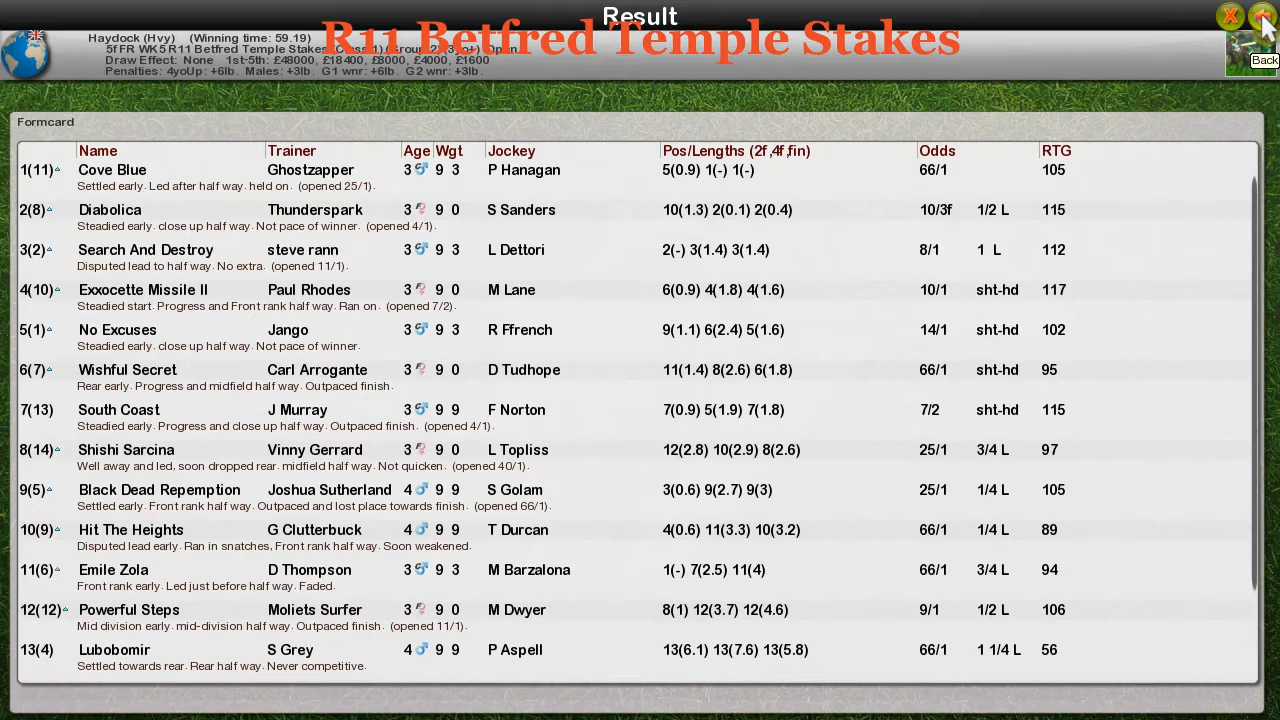 Result
R11 Betfred Temple Stakes
X
Haydock (Hvy) (Winning time: 59.19)
5f FR WK5 R11 Betfred Temple Stakes (Class 1) (Group 2) (3yo+) Open
Draw Effect: None 1st-5th: £48000, £18400, £8000, £4000, £1600
Penalties: 4yoUp: +6lb. Males: +3lb. G1 wnr: +6lb. G2 wnr: +3lb.
Back
Formcard
Name Trainer Age Wgt Jockey Pos/Lengths (2f,4f,fin) Odds RTG
1(11) Cove Blue Ghostzapper 3 9 3 P Hanagan 5(0.9) 1(-) 1(-) 66/1 105
Settled early. Led after half way. held on. (opened 25/1).
2(8) Diabolica Thunderspark 3 9 0 S Sanders 10(1.3) 2(0.1) 2(0.4) 10/3f 1/2 L 115
Steadied early. close up half way. Not pace of winner. (opened 4/1).
3(2) Search And Destroy steve rann 3 9 3 L Dettori 2(-) 3(1.4) 3(1.4) 8/1 1 L 112
Disputed lead to half way. No extra. (opened 11/1).
4(10) Exxocette Missile II Paul Rhodes 3 9 0 M Lane 6(0.9) 4(1.8) 4(1.6) 10/1 sht-hd 117
Steadied start. Progress and Front rank half way. Ran on. (opened 7/2).
5(1) No Excuses Jango 3 9 3 R Ffrench 9(1.1) 6(2.4) 5(1.6) 14/1 sht-hd 102
Steadied early. close up half way. Not pace of winner.
6(7) Wishful Secret Carl Arrogante 3 9 0 D Tudhope 11(1.4) 8(2.6) 6(1.8) 66/1 sht-hd 95
Rear early. Progress and midfield half way. Outpaced finish.
7(13) South Coast J Murray 3 9 9 F Norton 7(0.9) 5(1.9) 7(1.8) 7/2 sht-hd 115
Steadied early. Progress and close up half way. Outpaced finish. (opened 4/1).
8(14) Shishi Sarcina Vinny Gerrard 3 9 0 L Topliss 12(2.8) 10(2.9) 8(2.6) 25/1 3/4 L 97
Well away and led, soon dropped rear. midfield half way. Not quicken. (opened 40/1).
9(5) Black Dead Repemption Joshua Sutherland 4 9 9 S Golam 3(0.6) 9(2.7) 9(3) 25/1 1/4 L 105
Settled early. Front rank half way. Outpaced and lost place towards finish. (opened 66/1).
10(9) Hit The Heights G Clutterbuck 4 9 9 T Durcan 4(0.6) 11(3.3) 10(3.2) 66/1 1/4 L 89
Disputed lead early. Ran in snatches, Front rank half way. Soon weakened.
11(6) Emile Zola D Thompson 3 9 3 M Barzalona 1(-) 7(2.5) 11(4) 66/1 3/4 L 94
Front rank early. Led just before half way. Faded.
12(12) Powerful Steps Moliets Surfer 3 9 0 M Dwyer 8(1) 12(3.7) 12(4.6) 9/1 1/2 L 106
Mid division early. mid-division half way. Outpaced finish. (opened 11/1).
13(4) Lubobomir S Grey 4 9 9 P Aspell 13(6.1) 13(7.6) 13(5.8) 66/1 1 1/4 L 56
Settled towards rear. Rear half way. Never competitive.